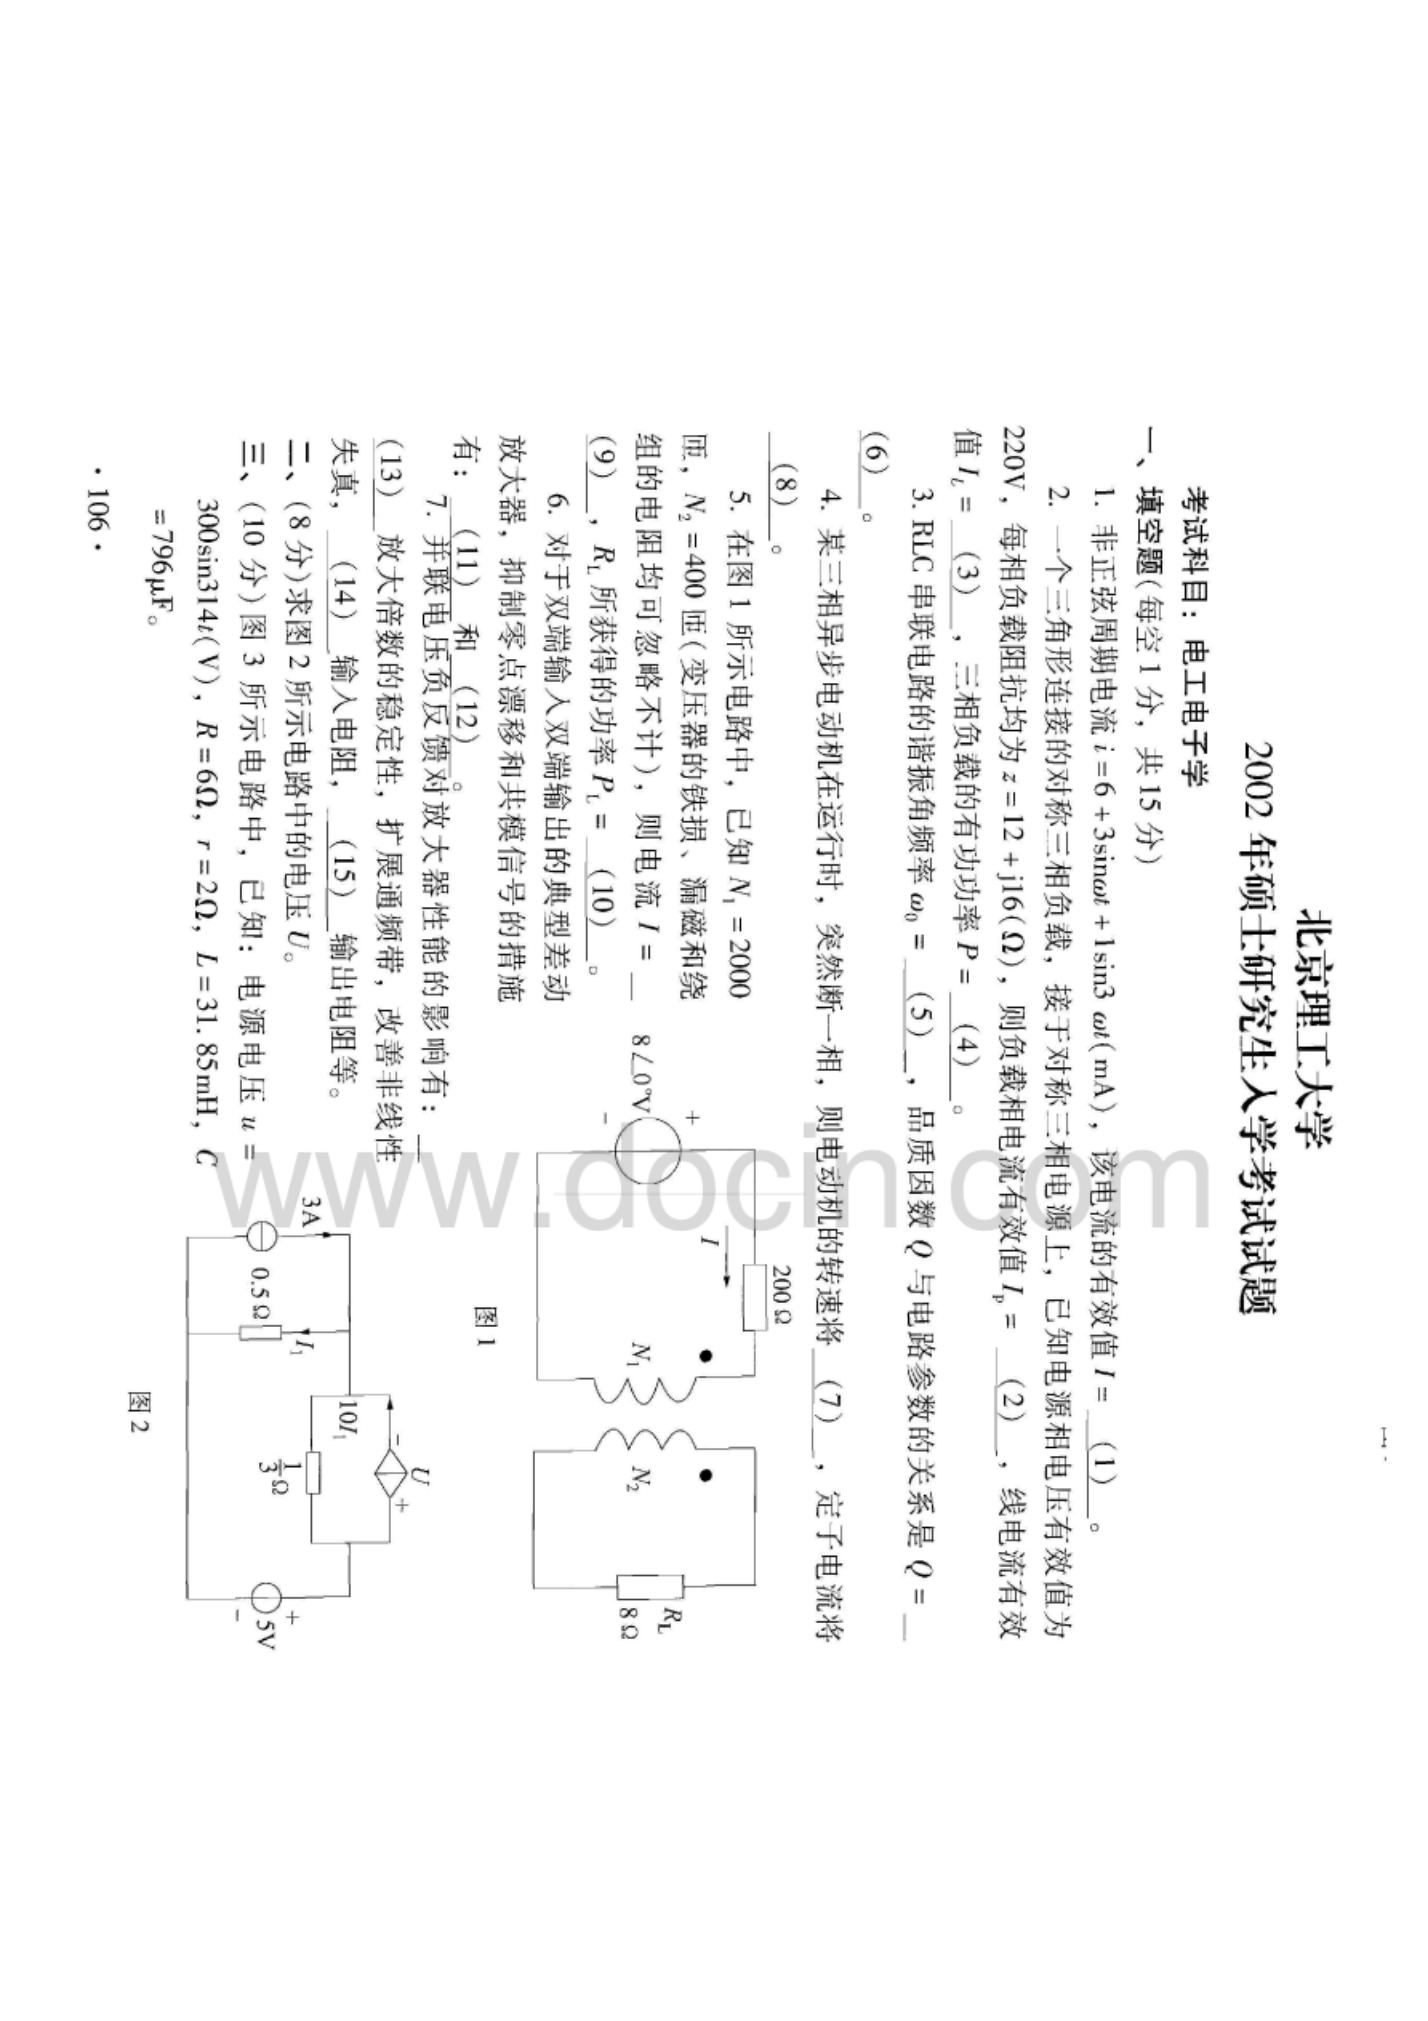 北京理工大学
2002 年硕士研究生入学考试试题
考试科目：电工电子学
一、填空题(每空 1 分，共 15 分)
1. 非正弦周期电流 i = 6 + 3sinωt + 1sin3 ωt(mA)，该电流的有效值 I = (1) 。
2. 一个三角形连接的对称三相负载，接于对称三相电源上，已知电源相电压有效值为
220V，每相负载阻抗均为 z = 12 + j16(Ω)，则负载相电流有效值 Ip = (2) ，线电流有效
值 IL = (3) ，三相负载的有功功率 P = (4) 。
3. RLC 串联电路的谐振角频率 ω0 = (5) ，品质因数 Q 与电路参数的关系是 Q =
(6) 。
4. 某三相异步电动机在运行时，突然断一相，则电动机的转速将 (7) ，定子电流将
(8) 。
5. 在图 1 所示电路中，已知 N1 = 2000
匝，N2 = 400 匝(变压器的铁损、漏磁和绕
组的电阻均可忽略不计)，则电流 I =
(9) ，RL 所获得的功率 PL = (10) 。
6. 对于双端输入双端输出的典型差动
放大器，抑制零点漂移和共模信号的措施
有： (11) 和 (12) 。
200 Ω
I
+
8∠0°V
-
N1
N2
RL
8 Ω
图 1
7. 并联电压负反馈对放大器性能的影响有：
(13) 放大倍数的稳定性，扩展通频带，改善非线性
失真， (14) 输入电阻， (15) 输出电阻等。
二、(8 分)求图 2 所示电路中的电压 U。
三、(10 分)图 3 所示电路中，已知：电源电压 u =
300sin314t(V)，R = 6Ω，r = 2Ω，L = 31.85mH，C
= 796μF。
U
- +
10I1
1/3 Ω
3A
I1
0.5 Ω
+
5V
-
图 2
· 106 ·
www.docin.com